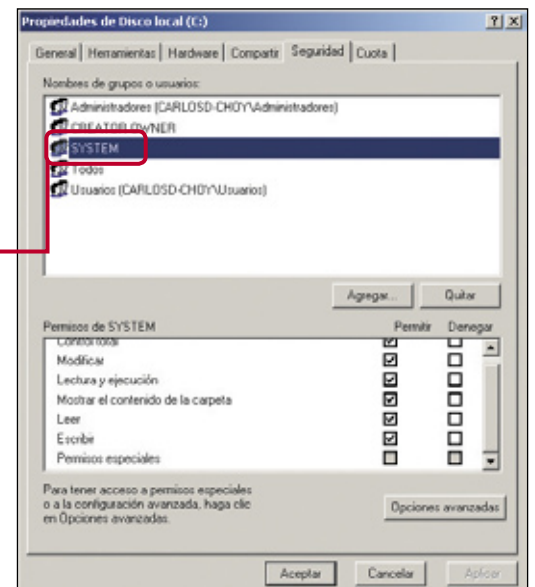 Propiedades de Disco local (C:)
General Herramientas Hardware Compartir Seguridad Cuota
Nombres de grupos o usuarios:
Administradores (CARLOSD-CHOY\Administradores)
CREATOR OWNER
SYSTEM
Todos
Usuarios (CARLOSD-CHOY\Usuarios)
Agregar... Quitar
Permisos de SYSTEM Permitir Denegar
Control total
Modificar
Lectura y ejecución
Mostrar el contenido de la carpeta
Leer
Escribir
Permisos especiales
Para tener acceso a permisos especiales
o a la configuración avanzada, haga clic
en Opciones avanzadas.
Opciones avanzadas
Aceptar Cancelar Aplicar